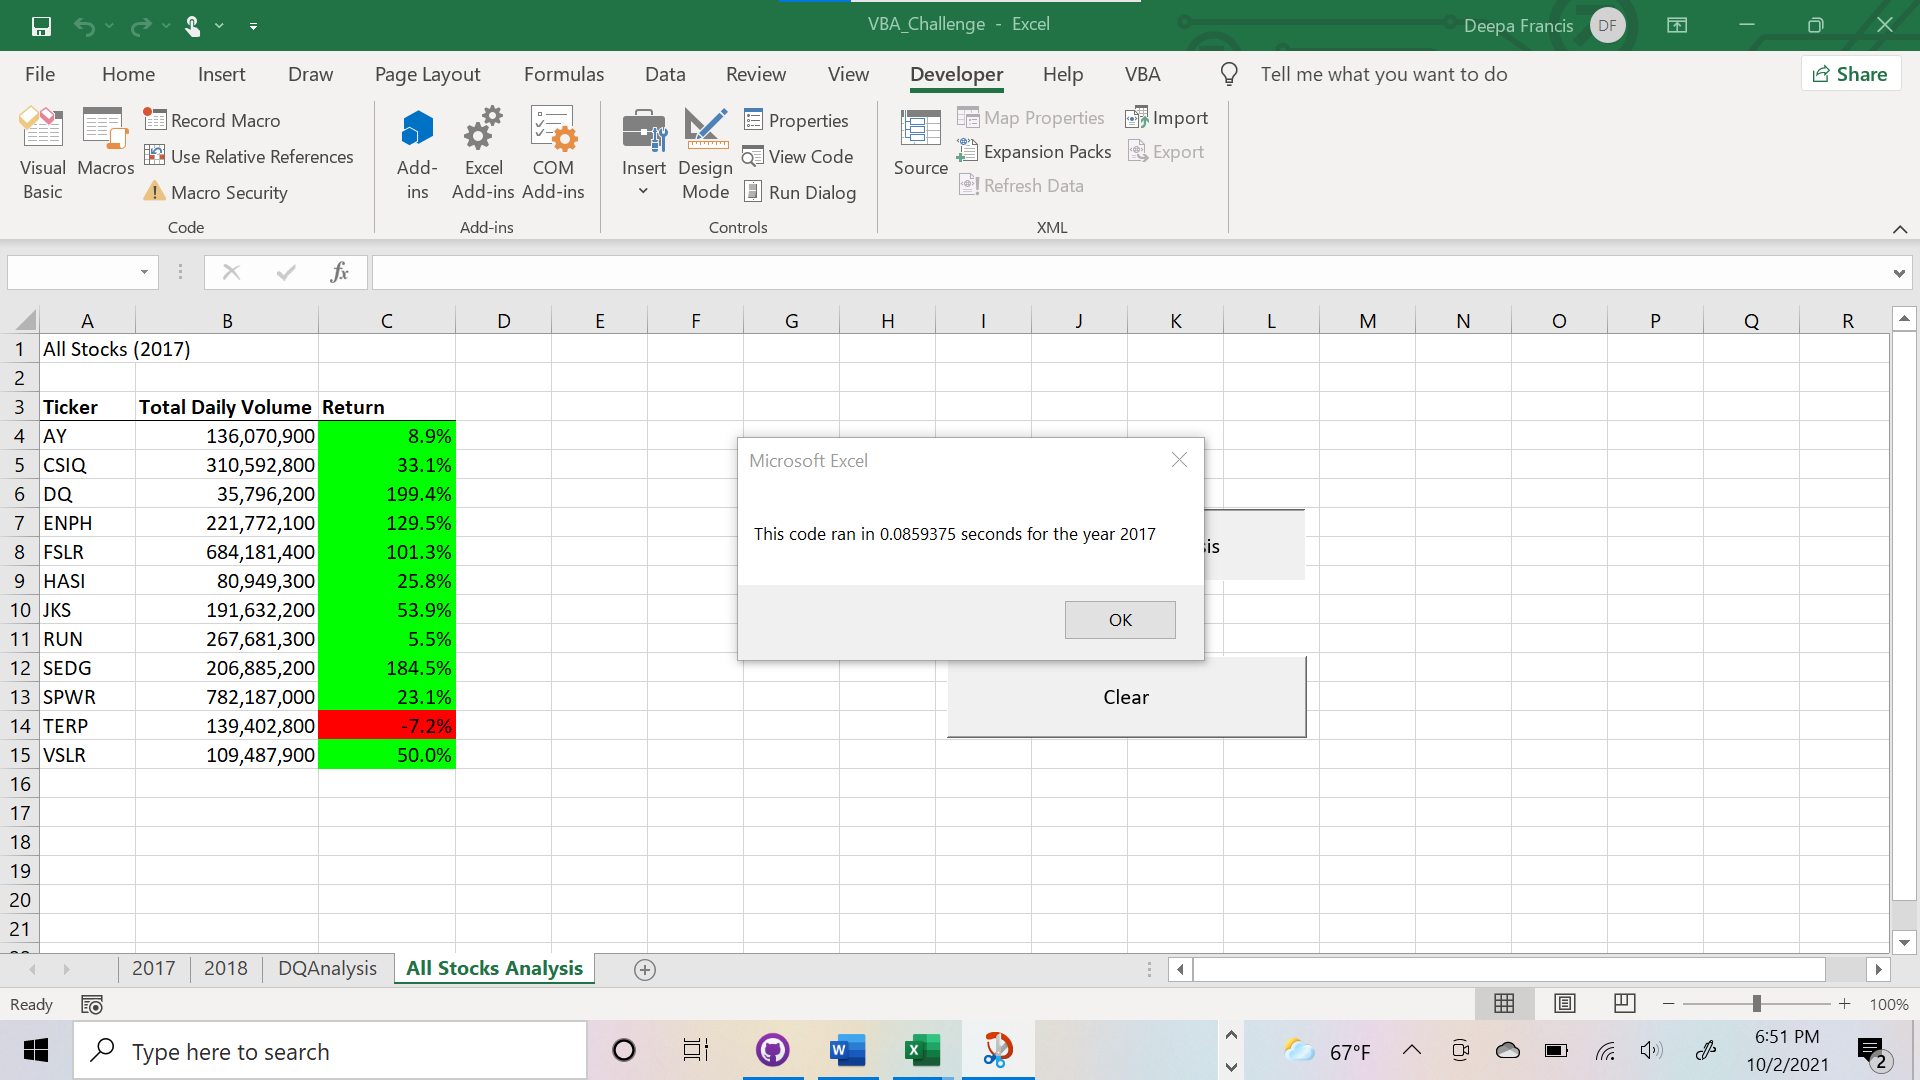 VBA_Challenge - Excel
Deepa Francis DF
File Home Insert Draw Page Layout Formulas Data Review View Developer Help VBA Tell me what you want to do Share
Visual Basic
Macros
Record Macro
Use Relative References
Macro Security
Code
Add-ins
Excel Add-ins
COM Add-ins
Add-ins
Insert
Design Mode
Properties
View Code
Run Dialog
Controls
Source
Map Properties
Expansion Packs
Refresh Data
Import
Export
XML
fx
A B C D E F G H I J K L M N O P Q R
1 All Stocks (2017)
2
3 Ticker Total Daily Volume Return
4 AY 136,070,900 8.9%
5 CSIQ 310,592,800 33.1%
6 DQ 35,796,200 199.4%
7 ENPH 221,772,100 129.5%
8 FSLR 684,181,400 101.3%
9 HASI 80,949,300 25.8%
10 JKS 191,632,200 53.9%
11 RUN 267,681,300 5.5%
12 SEDG 206,885,200 184.5%
13 SPWR 782,187,000 23.1%
14 TERP 139,402,800 -7.2%
15 VSLR 109,487,900 50.0%
16
17
18
19
20
21
Microsoft Excel
This code ran in 0.0859375 seconds for the year 2017
OK
Clear
2017 2018 DQAnalysis All Stocks Analysis
Ready
100%
Type here to search
67°F
6:51 PM
10/2/2021
2